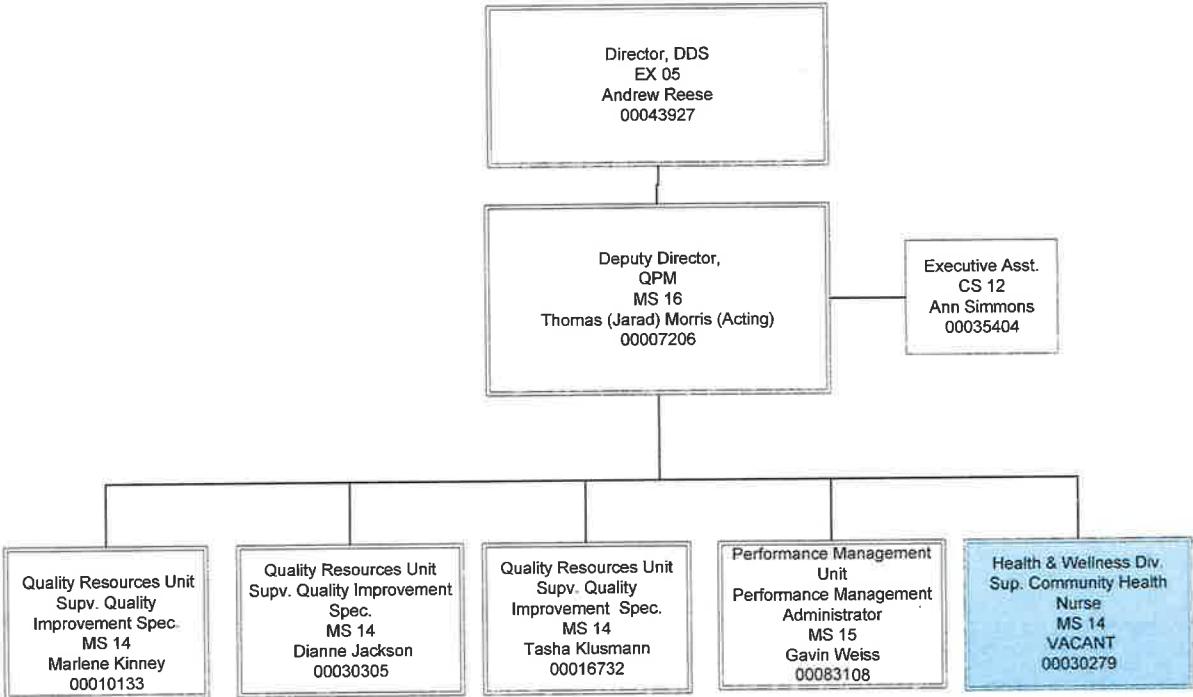 Director, DDS
EX 05
Andrew Reese
00043927
Deputy Director,
QPM
MS 16
Thomas (Jarad) Morris (Acting)
00007206
Executive Asst.
CS 12
Ann Simmons
00035404
Quality Resources Unit
Supv. Quality
Improvement Spec.
MS 14
Marlene Kinney
00010133
Quality Resources Unit
Supv. Quality Improvement
Spec.
MS 14
Dianne Jackson
00030305
Quality Resources Unit
Supv. Quality
Improvement Spec.
MS 14
Tasha Klusmann
00016732
Performance Management
Unit
Performance Management
Administrator
MS 15
Gavin Weiss
00083108
Health & Wellness Div.
Sup. Community Health
Nurse
MS 14
VACANT
00030279